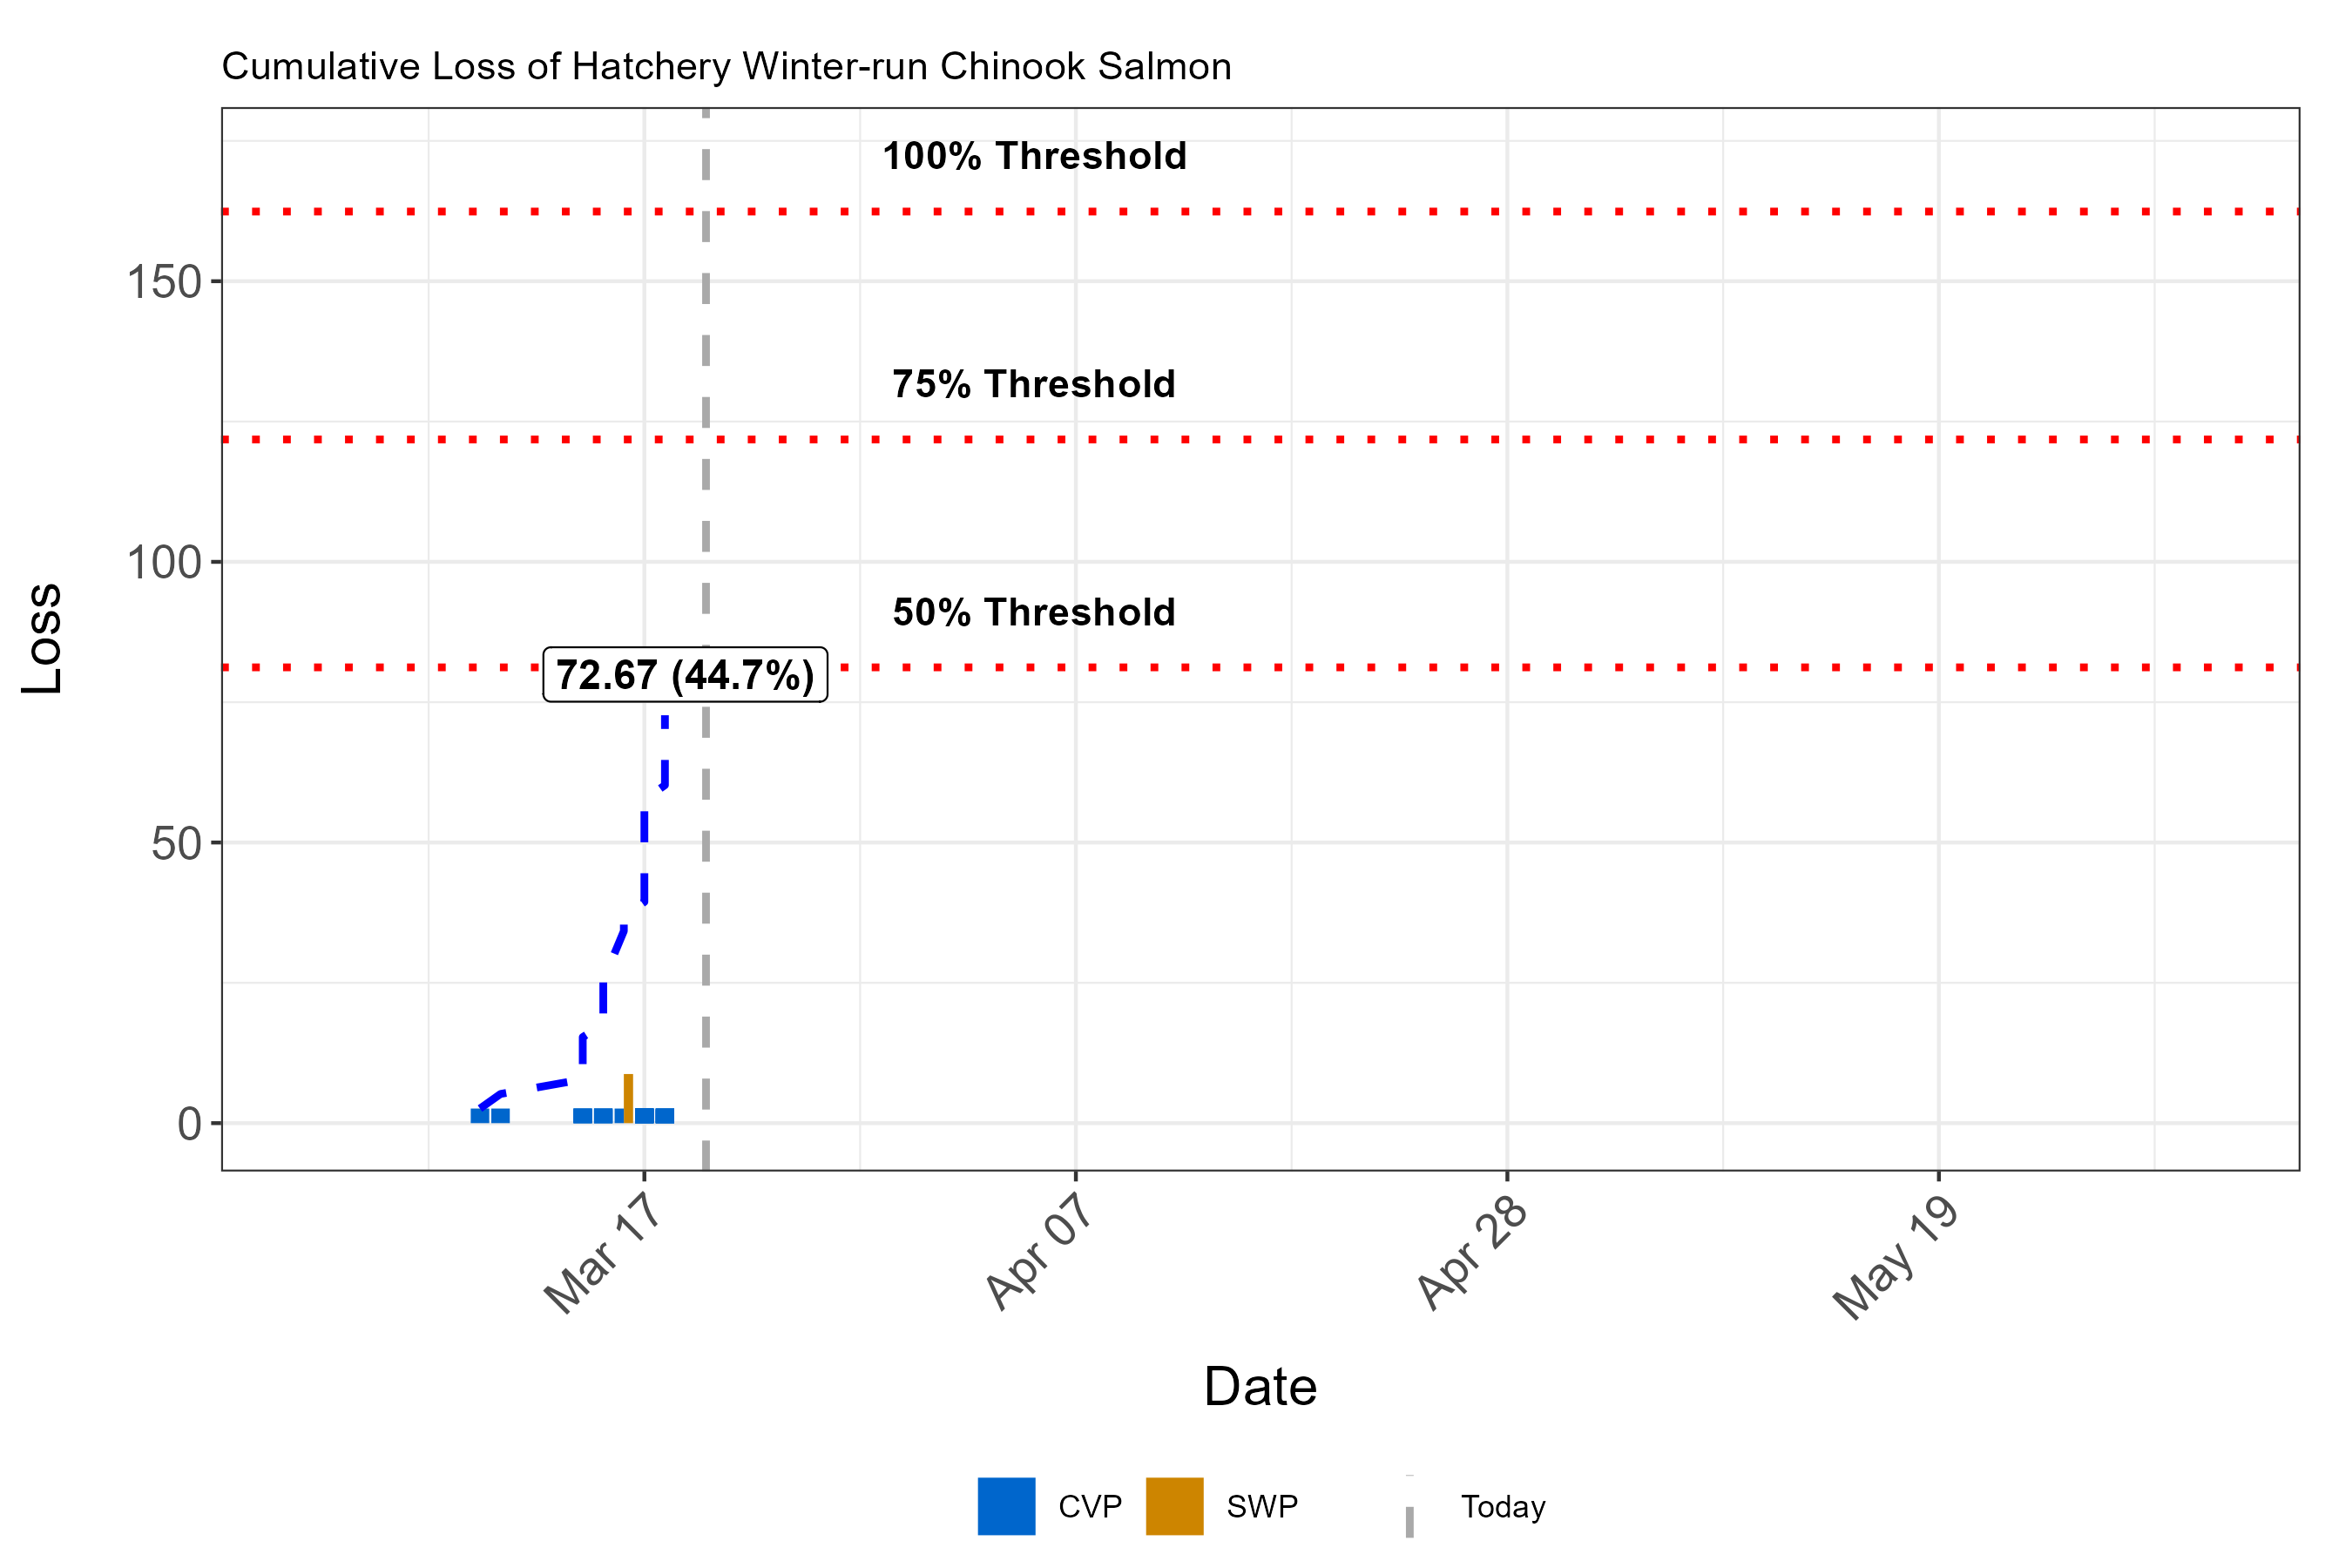 Cumulative Loss of Hatchery Winter-run Chinook Salmon
100% Threshold
150
75% Threshold
100
50% Threshold
72.67 (44.7%)
50
0
Loss
Mar 17
Apr 07
Apr 28
May 19
Date
CVP
SWP
Today